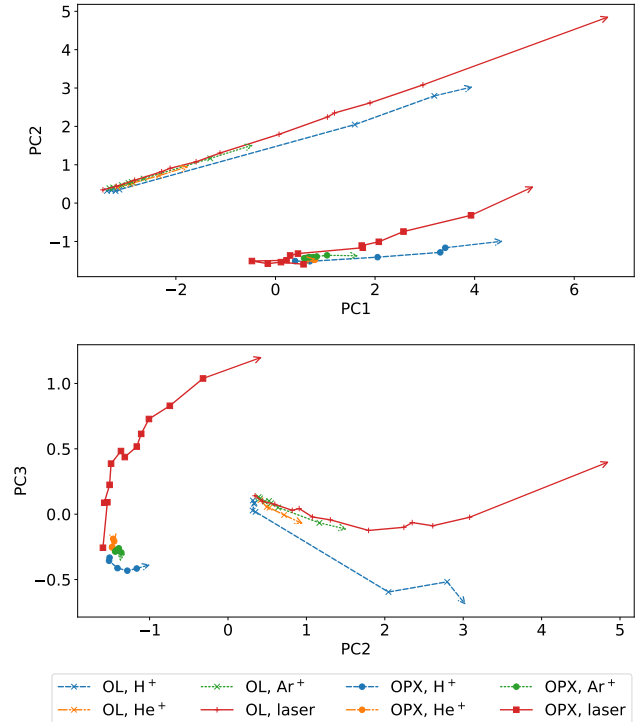 5
4
3
2
1
0
−1
−2 0 2 4 6
PC2
PC1
1.0
0.5
0.0
−0.5
−1 0 1 2 3 4 5
PC3
PC2
OL, H⁺ OL, Ar⁺ OPX, H⁺ OPX, Ar⁺
OL, He⁺ OL, laser OPX, He⁺ OPX, laser